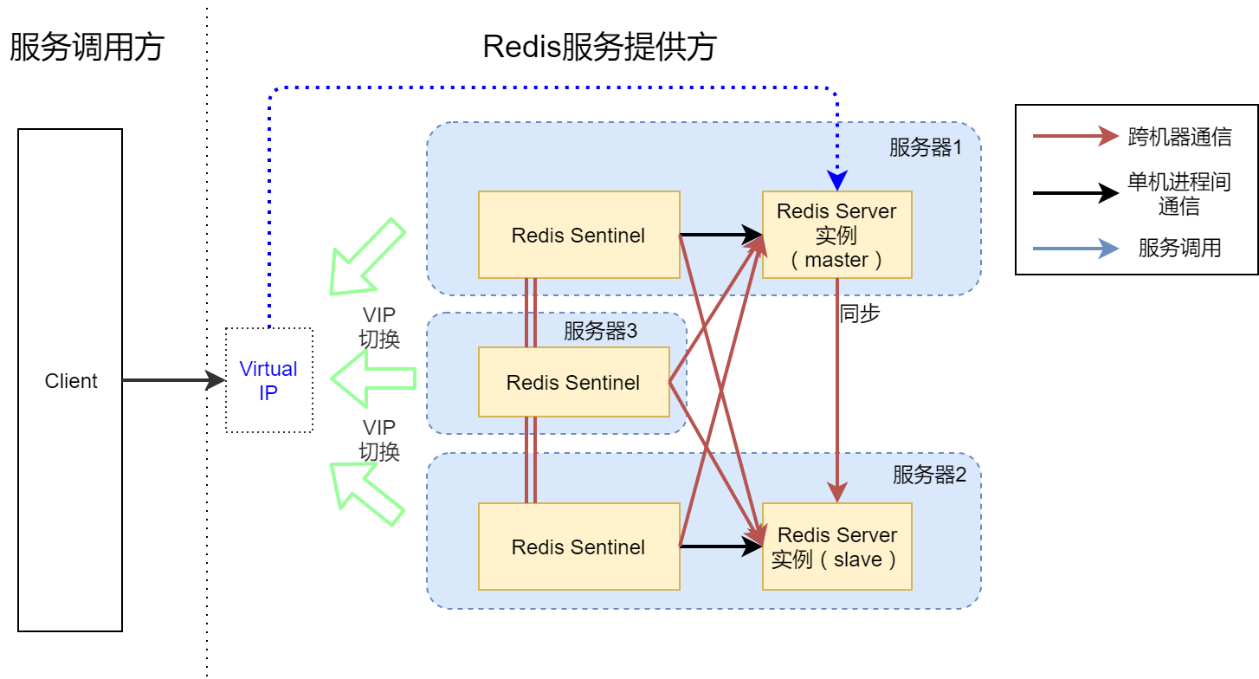 服务调用方
Redis服务提供方
服务器1
Redis Sentinel
Redis Server
实例
（master）
跨机器通信
单机进程间
通信
服务调用
同步
VIP
切换
服务器3
Redis Sentinel
Client
Virtual
IP
VIP
切换
服务器2
Redis Sentinel
Redis Server
实例（slave）